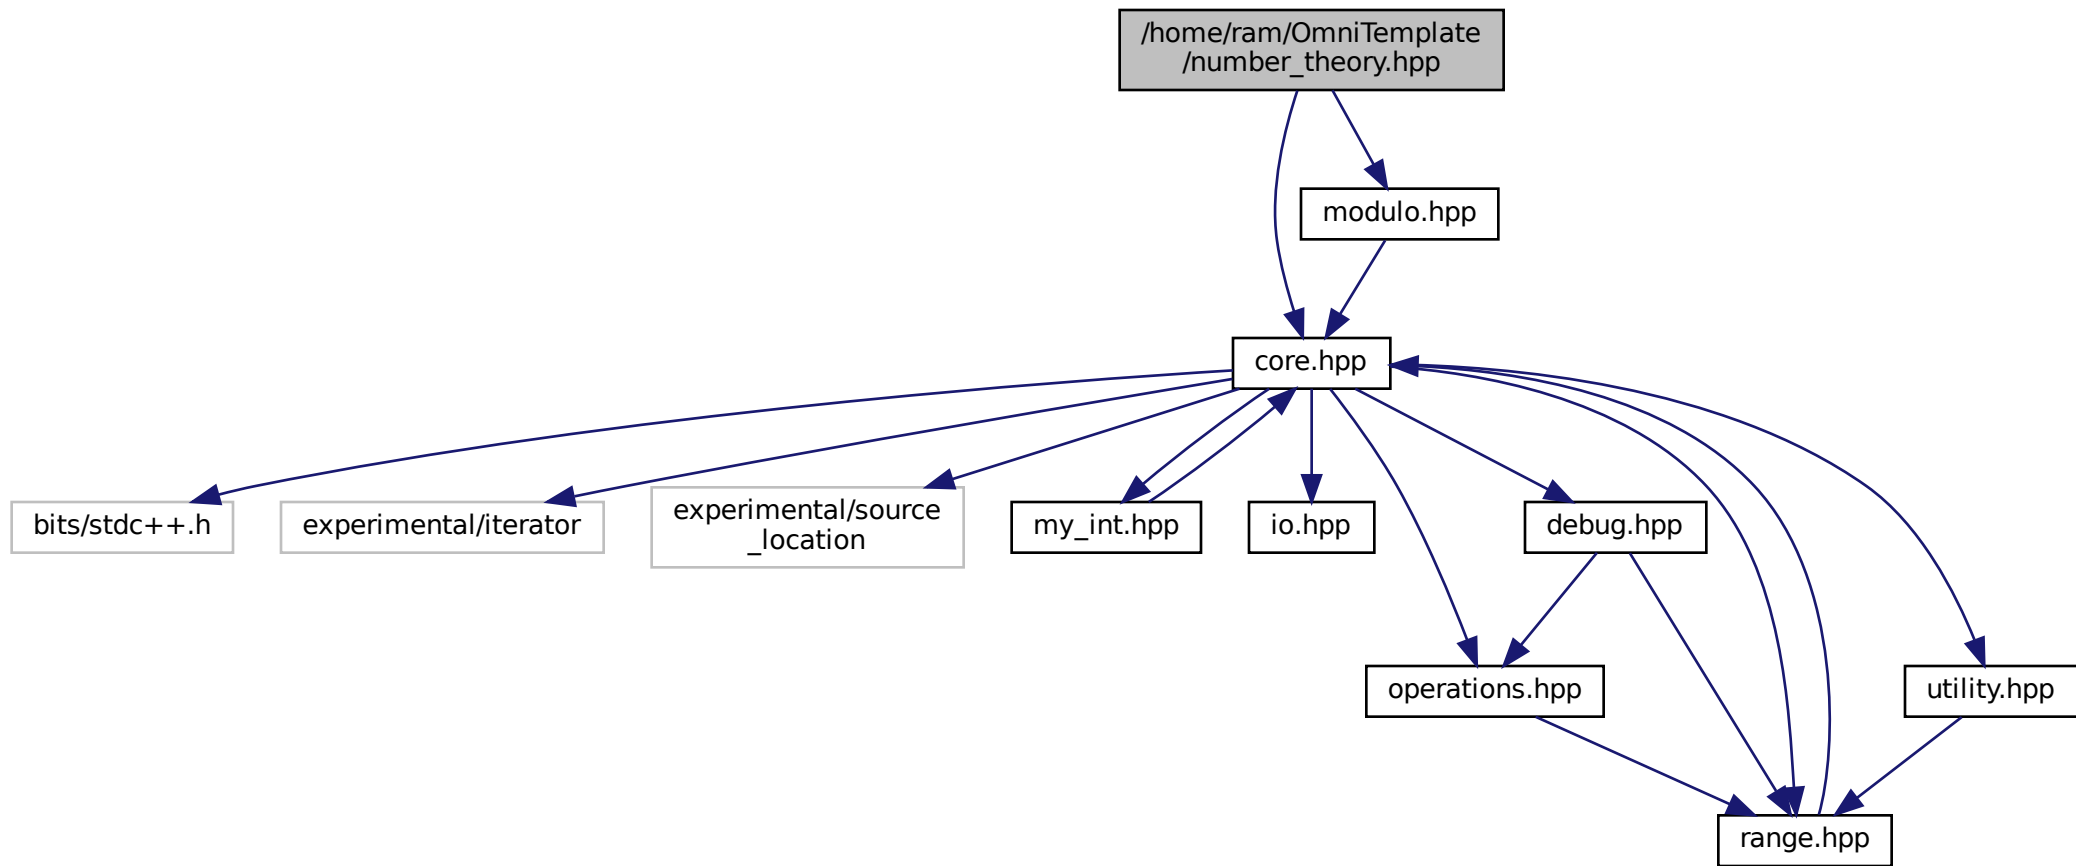 /home/ram/OmniTemplate
/number_theory.hpp
modulo.hpp
core.hpp
bits/stdc++.h
experimental/iterator
experimental/source
_location
my_int.hpp
io.hpp
debug.hpp
operations.hpp
utility.hpp
range.hpp